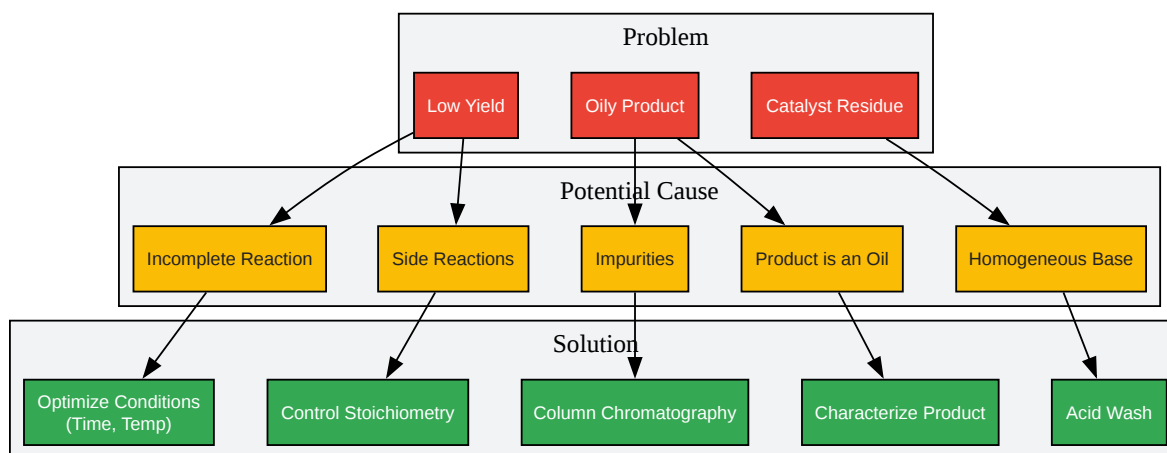 Problem
Low Yield
Oily Product
Catalyst Residue
Potential Cause
Incomplete Reaction
Side Reactions
Impurities
Product is an Oil
Homogeneous Base
Solution
Optimize Conditions
(Time, Temp)
Control Stoichiometry
Column Chromatography
Characterize Product
Acid Wash